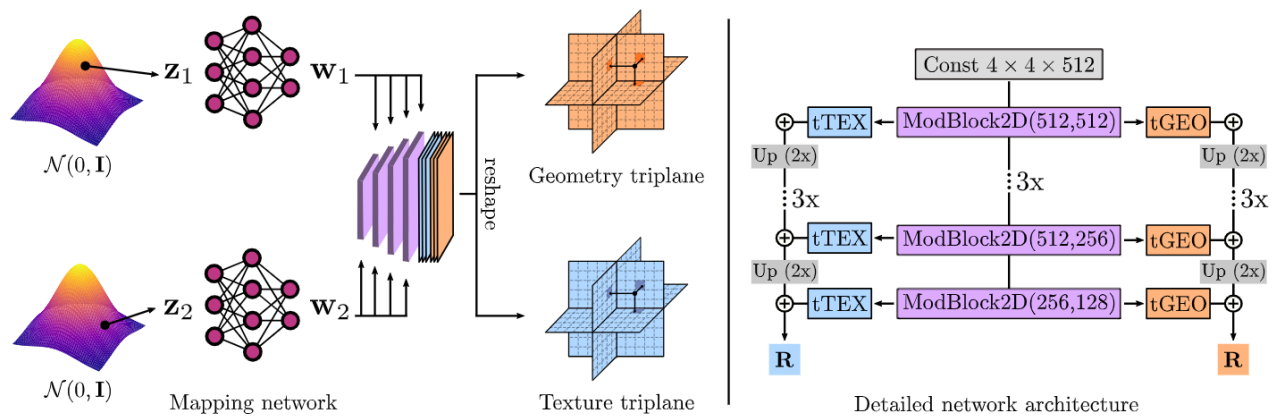 z₁
w₁
𝒩(0, I)
reshape
Geometry triplane
z₂
w₂
𝒩(0, I)
Mapping network
Texture triplane
Const 4 × 4 × 512
tTEX
ModBlock2D(512,512)
tGEO
Up (2x)
Up (2x)
3x
3x
3x
tTEX
ModBlock2D(512,256)
tGEO
Up (2x)
Up (2x)
tTEX
ModBlock2D(256,128)
tGEO
R
R
Detailed network architecture